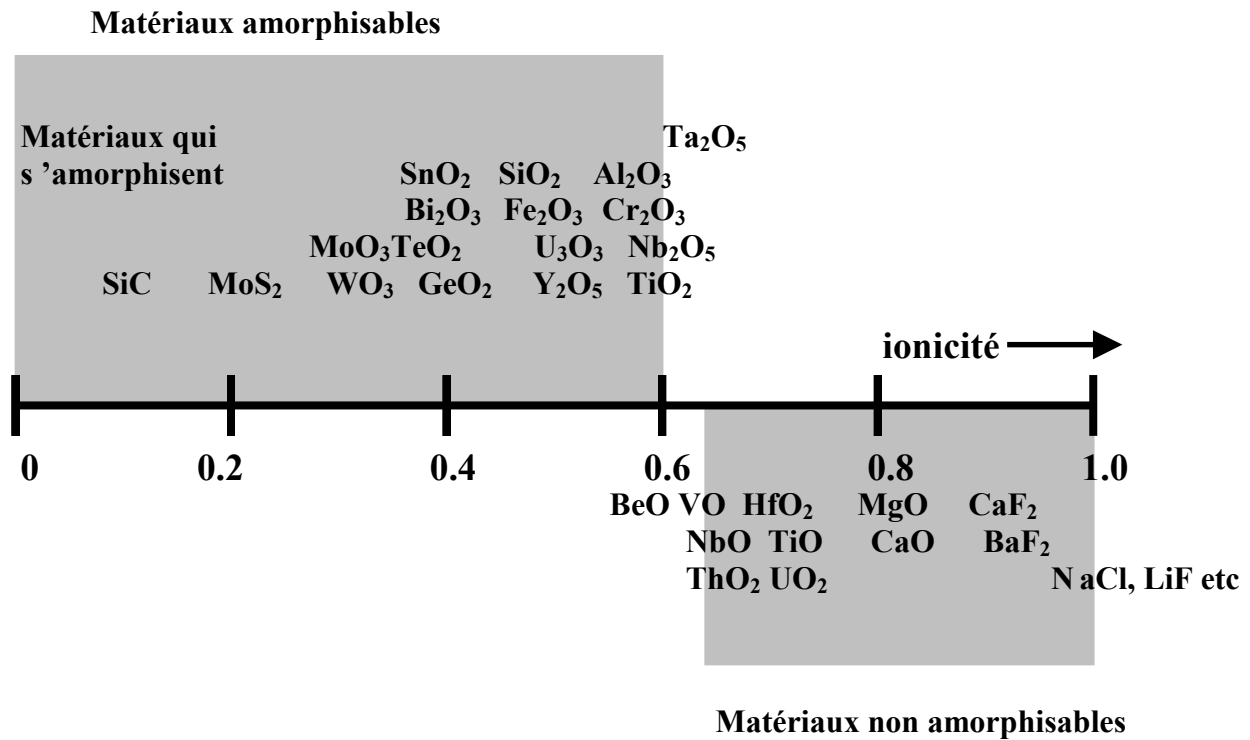 Matériaux amorphisables
Matériaux qui
s ’amorphisent
Ta₂O₅
SnO₂ SiO₂ Al₂O₃
Bi₂O₃ Fe₂O₃ Cr₂O₃
MoO₃TeO₂ U₃O₃ Nb₂O₅
SiC MoS₂ WO₃ GeO₂ Y₂O₅ TiO₂
ionicité
0 0.2 0.4 0.6 0.8 1.0
BeO VO HfO₂ MgO CaF₂
NbO TiO CaO BaF₂
ThO₂ UO₂ N aCl, LiF etc
Matériaux non amorphisables